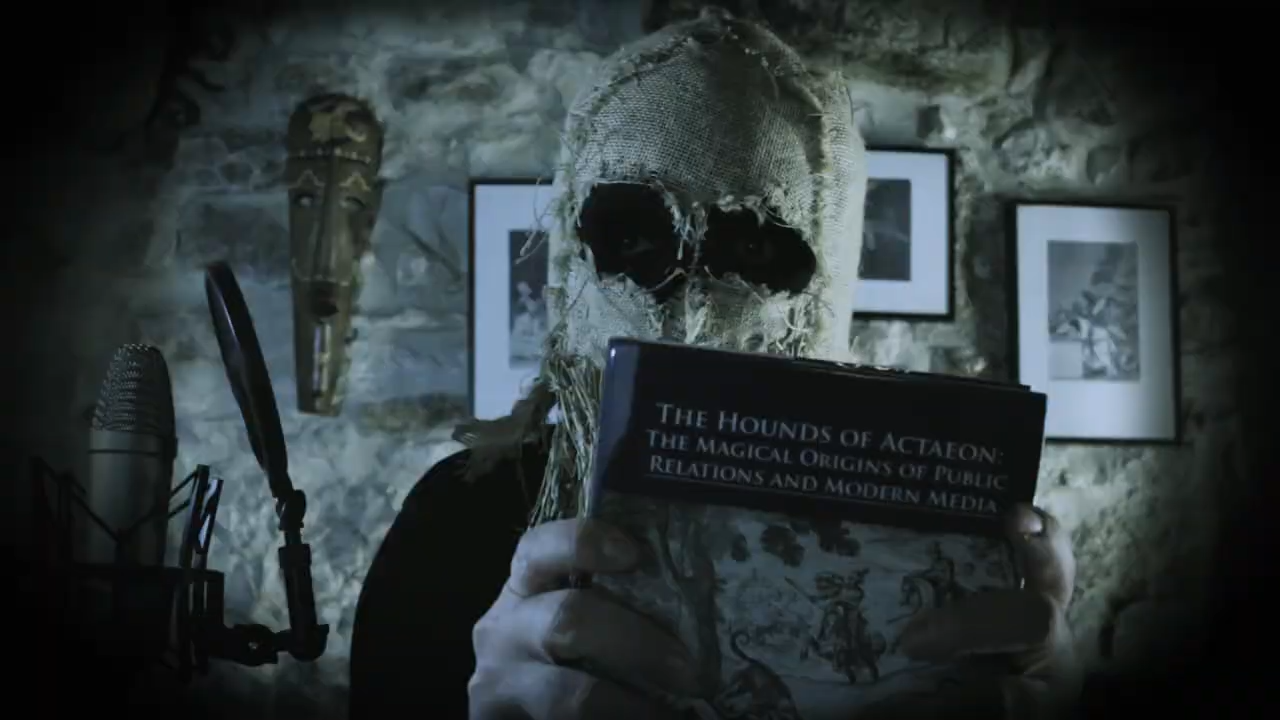 THE HOUNDS OF ACTAEON:
THE MAGICAL ORIGINS OF PUBLIC
RELATIONS AND MODERN MEDIA